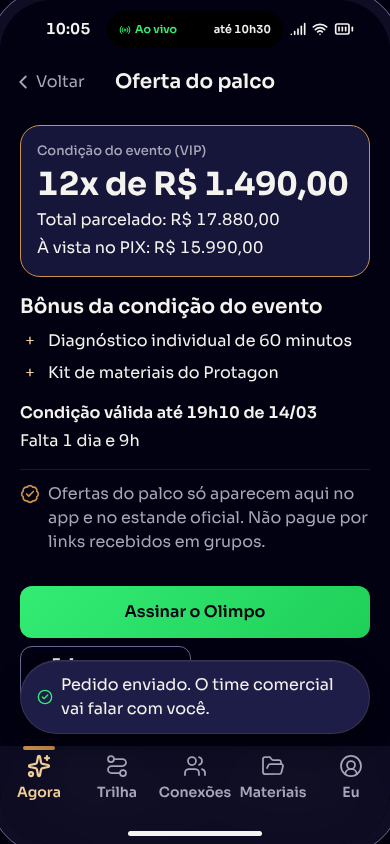 10:05
Ao vivo
até 10h30
Voltar
Oferta do palco
Condição do evento (VIP)
12x de R$ 1.490,00
Total parcelado: R$ 17.880,00
À vista no PIX: R$ 15.990,00
Bônus da condição do evento
+ Diagnóstico individual de 60 minutos
+ Kit de materiais do Protagon
Condição válida até 19h10 de 14/03
Falta 1 dia e 9h
Ofertas do palco só aparecem aqui no
app e no estande oficial. Não pague por
links recebidos em grupos.
Assinar o Olimpo
Pedido enviado. O time comercial
vai falar com você.
Agora
Trilha
Conexões
Materiais
Eu